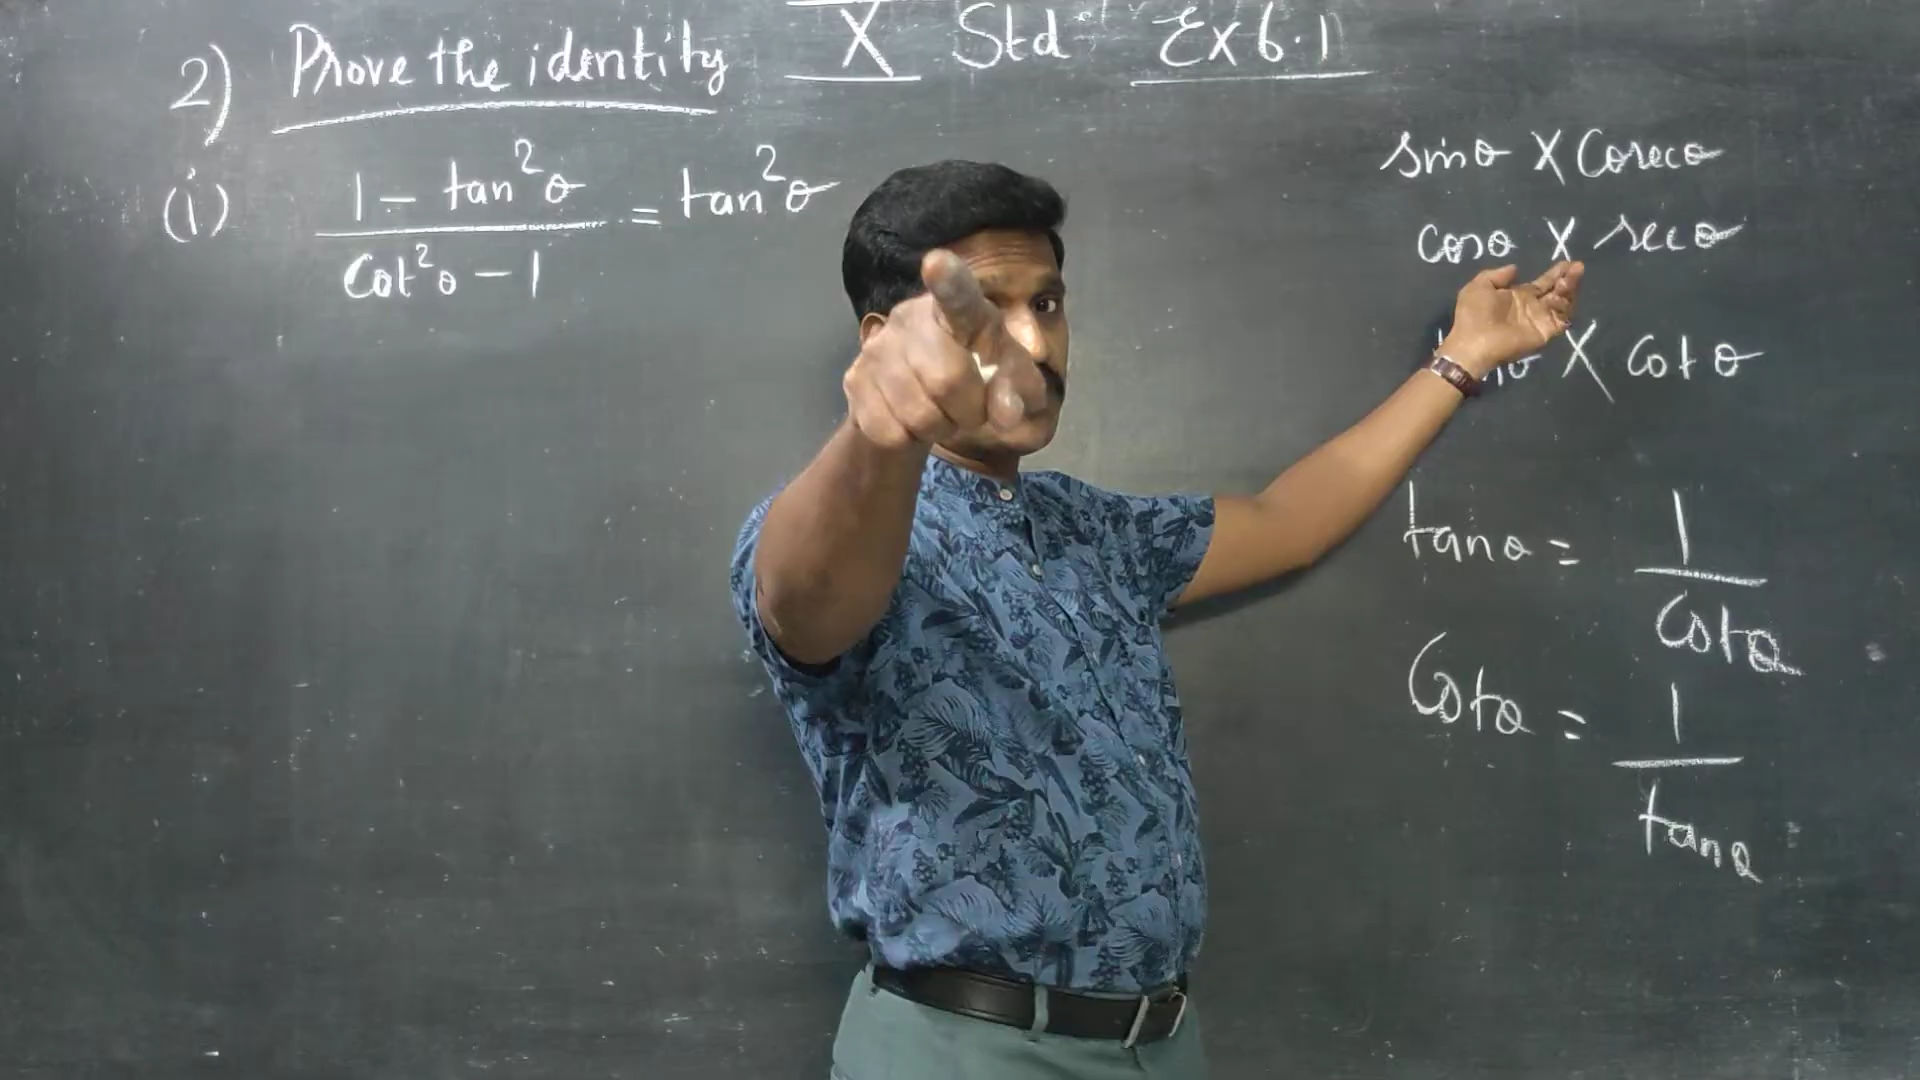 X Std Ex 6.1
2) Prove the identity
(i) 1 - tan²θ / cot²θ - 1 = tan²θ
sinθ X Cosecθ
cosθ X secθ
X cotθ
tanθ = 1 / Cotθ
Cotθ = 1 / tanθ